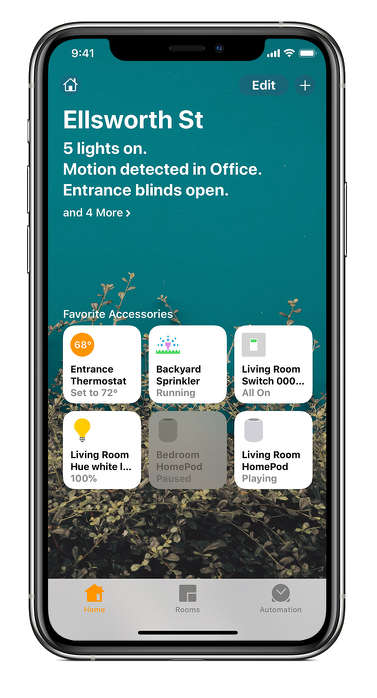 9:41
Edit
Ellsworth St
5 lights on.
Motion detected in Office.
Entrance blinds open.
and 4 More >
Favorite Accessories
68°
Entrance
Thermostat
Set to 72°
Backyard
Sprinkler
Running
Living Room
Switch 000...
All On
Living Room
Hue white l...
100%
Bedroom
HomePod
Paused
Living Room
HomePod
Playing
Home
Rooms
Automation